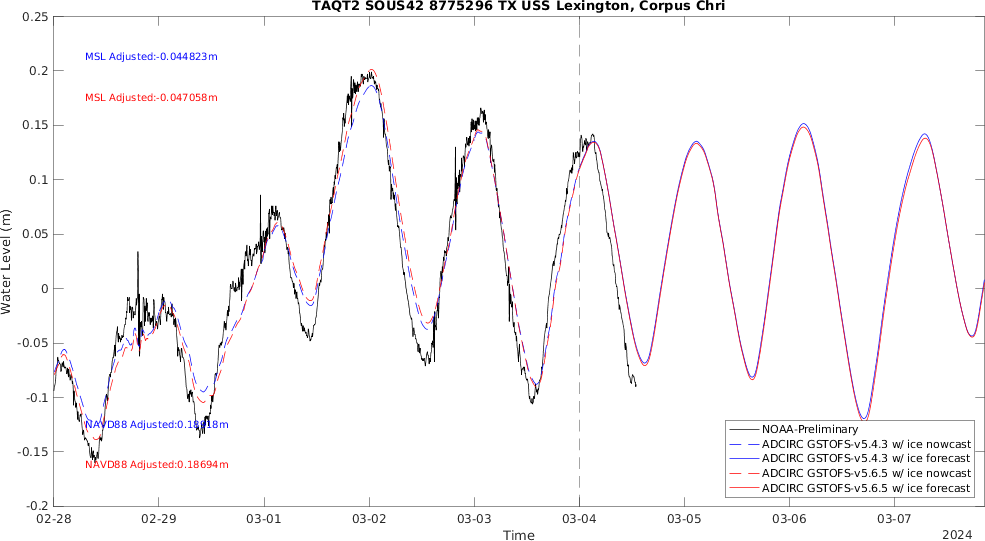 TAQT2 SOUS42 8775296 TX USS Lexington, Corpus Chri
0.25
0.2
0.15
0.1
0.05
0
-0.05
-0.1
-0.15
-0.2
Water Level (m)
MSL Adjusted:-0.044823m
MSL Adjusted:-0.047058m
NAVD88 Adjusted:0.18918m
NAVD88 Adjusted:0.18694m
NOAA-Preliminary
ADCIRC GSTOFS-v5.4.3 w/ ice nowcast
ADCIRC GSTOFS-v5.4.3 w/ ice forecast
ADCIRC GSTOFS-v5.6.5 w/ ice nowcast
ADCIRC GSTOFS-v5.6.5 w/ ice forecast
02-28 02-29 03-01 03-02 03-03 03-04 03-05 03-06 03-07
Time
2024